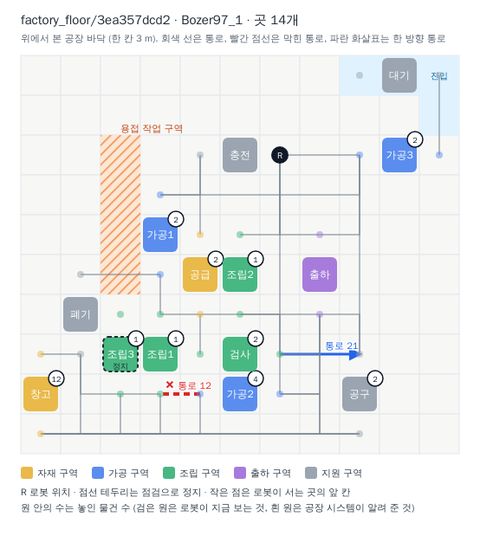 factory_floor/3ea357dcd2 · Bozer97_1 · 곳 14개
위에서 본 공장 바닥 (한 칸 3 m). 회색 선은 통로, 빨간 점선은 막힌 통로, 파란 화살표는 한 방향 통로
대기
용접 작업 구역
충전
R
가공3
2
가공1
2
공급
2
조립2
1
출하
폐기
통로 21
조립3
1
정지
조립1
1
검사
2
창고
12
✕ 통로 12
가공2
4
공구
2
자재 구역
가공 구역
조립 구역
출하 구역
지원 구역
R 로봇 위치 · 점선 테두리는 점검으로 정지 · 작은 점은 로봇이 서는 곳의 앞 칸
원 안의 수는 놓인 물건 수 (검은 원은 로봇이 지금 보는 것, 흰 원은 공장 시스템이 알려 준 것)